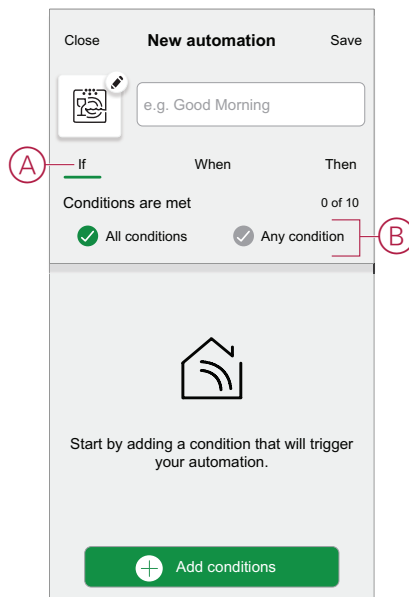 Close New automation Save
e.g. Good Morning
A If When Then
Conditions are met 0 of 10
All conditions Any condition B
Start by adding a condition that will trigger
your automation.
Add conditions